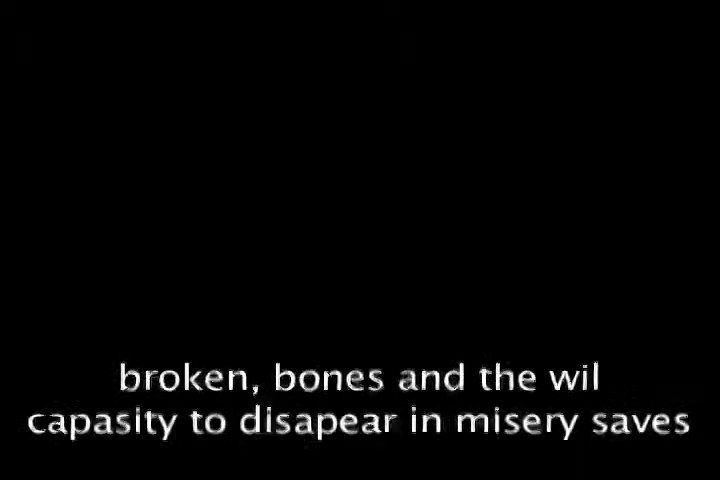 broken, bones and the wil
capasity to disapear in misery saves